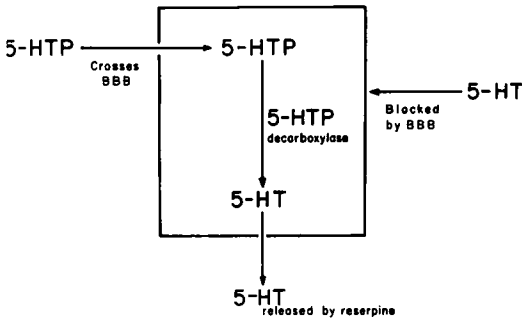 5-HTP
Crosses
BBB
5-HTP
5-HTP
decarboxylase
5-HT
Blocked
by BBB
5-HT
5-HT
released by reserpine